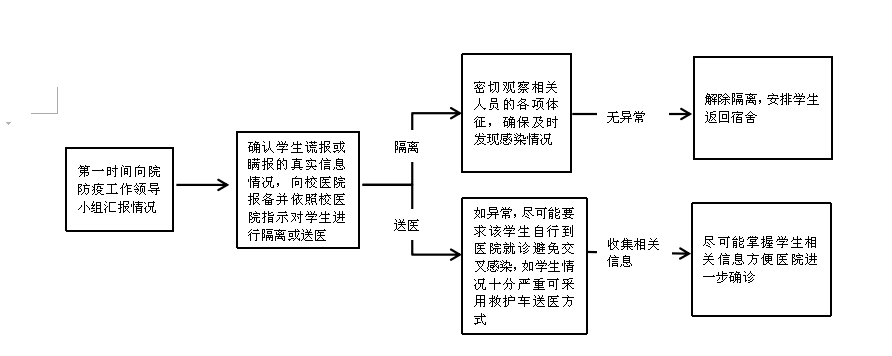 第一时间向院
防疫工作领导
小组汇报情况
确认学生谎报或
瞒报的真实信息
情况，向校医院
报备并依照校医
院指示对学生进
行隔离或送医
隔离
送医
密切观察相关
人员的各项体
征，确保及时
发现感染情况
无异常
解除隔离，安排学生
返回宿舍
如异常，尽可能要
求该学生自行到
医院就诊避免交
叉感染，如学生情
况十分严重可采
用救护车送医方
式
收集相关
信息
尽可能掌握学生相
关信息方便医院进
一步确诊